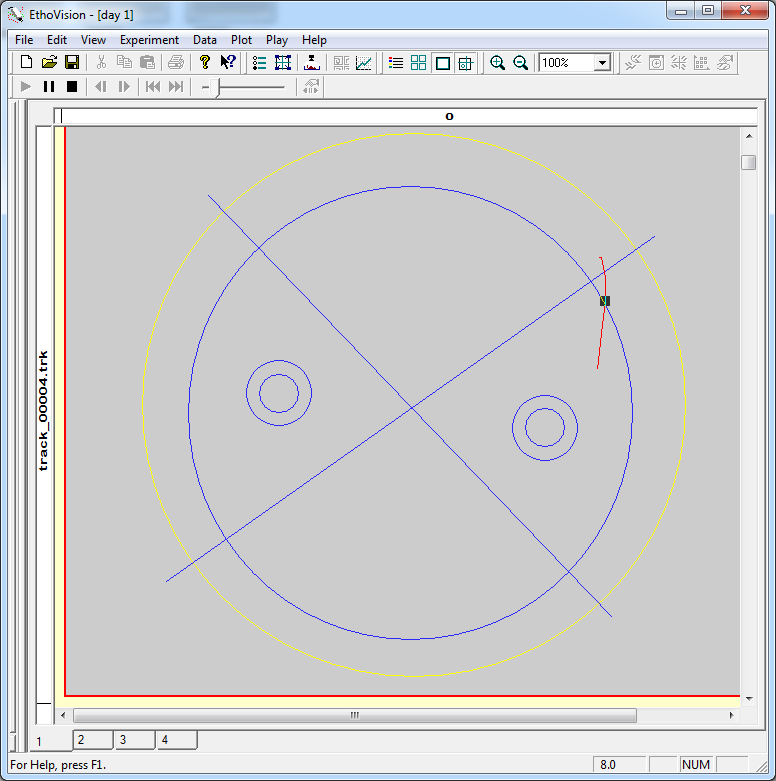 EthoVision - [day 1]
File Edit View Experiment Data Plot Play Help
100%
o
track_00004.trk
1 2 3 4
For Help, press F1.
8.0
NUM